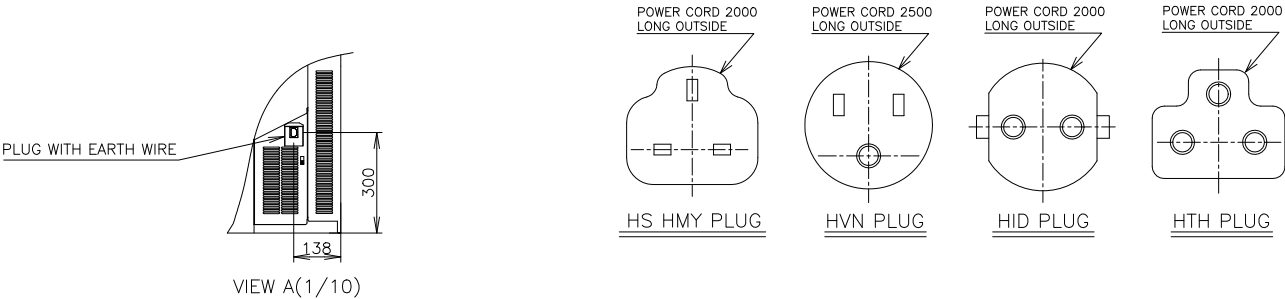 POWER CORD 2000
LONG OUTSIDE
POWER CORD 2500
LONG OUTSIDE
POWER CORD 2000
LONG OUTSIDE
POWER CORD 2000
LONG OUTSIDE
PLUG WITH EARTH WIRE
300
138
VIEW A(1/10)
HS HMY PLUG
HVN PLUG
HID PLUG
HTH PLUG